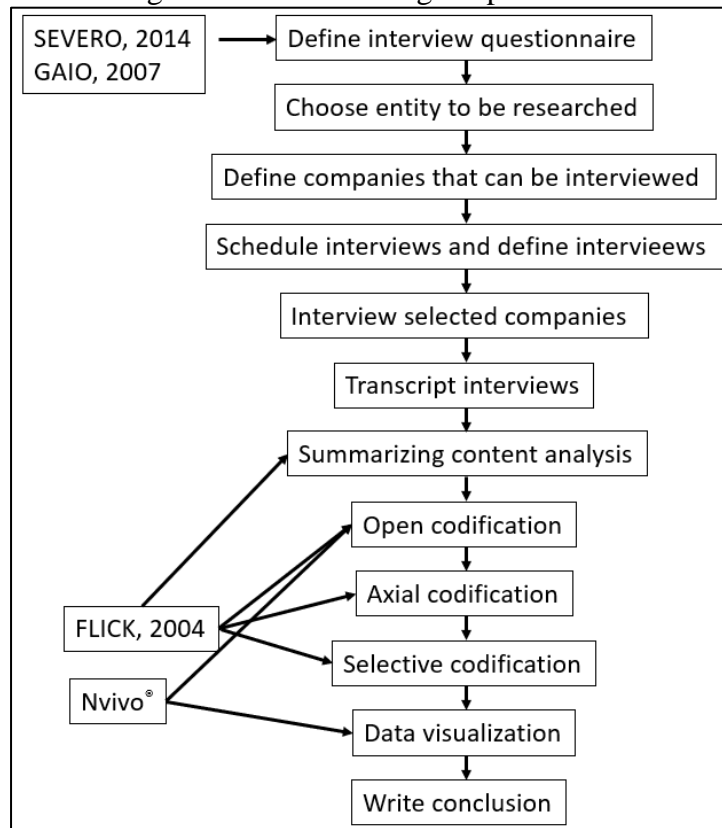 SEVERO, 2014
GAIO, 2007
Define interview questionnaire
Choose entity to be researched
Define companies that can be interviewed
Schedule interviews and define intervieews
Interview selected companies
Transcript interviews
Summarizing content analysis
Open codification
Axial codification
FLICK, 2004
Selective codification
Nvivo®
Data visualization
Write conclusion